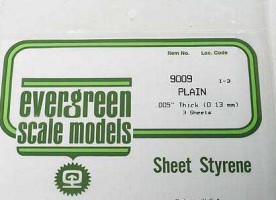 Item No. Loc. Code
9009 I-3
PLAIN
.005" Thick (0.13 mm)
3 Sheets
evergreen
scale models
Sheet Styrene